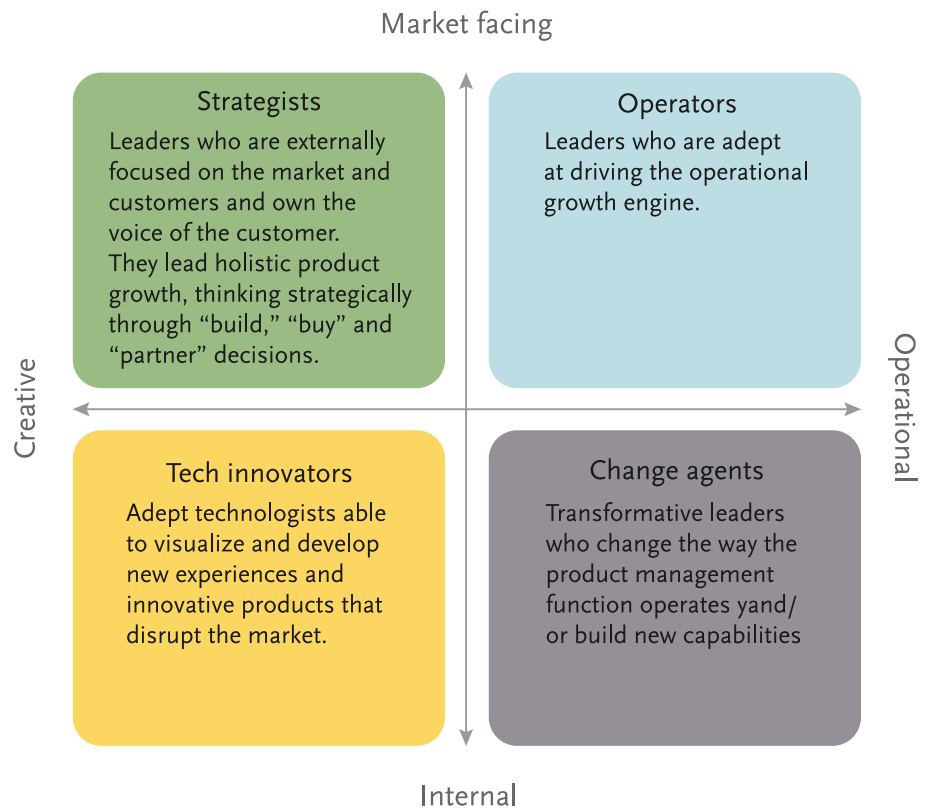 Market facing
Strategists
Leaders who are externally
focused on the market and
customers and own the
voice of the customer.
They lead holistic product
growth, thinking strategically
through “build,” “buy” and
“partner” decisions.
Operators
Leaders who are adept
at driving the operational
growth engine.
Creative
Operational
Tech innovators
Adept technologists able
to visualize and develop
new experiences and
innovative products that
disrupt the market.
Change agents
Transformative leaders
who change the way the
product management
function operates yand/
or build new capabilities
Internal